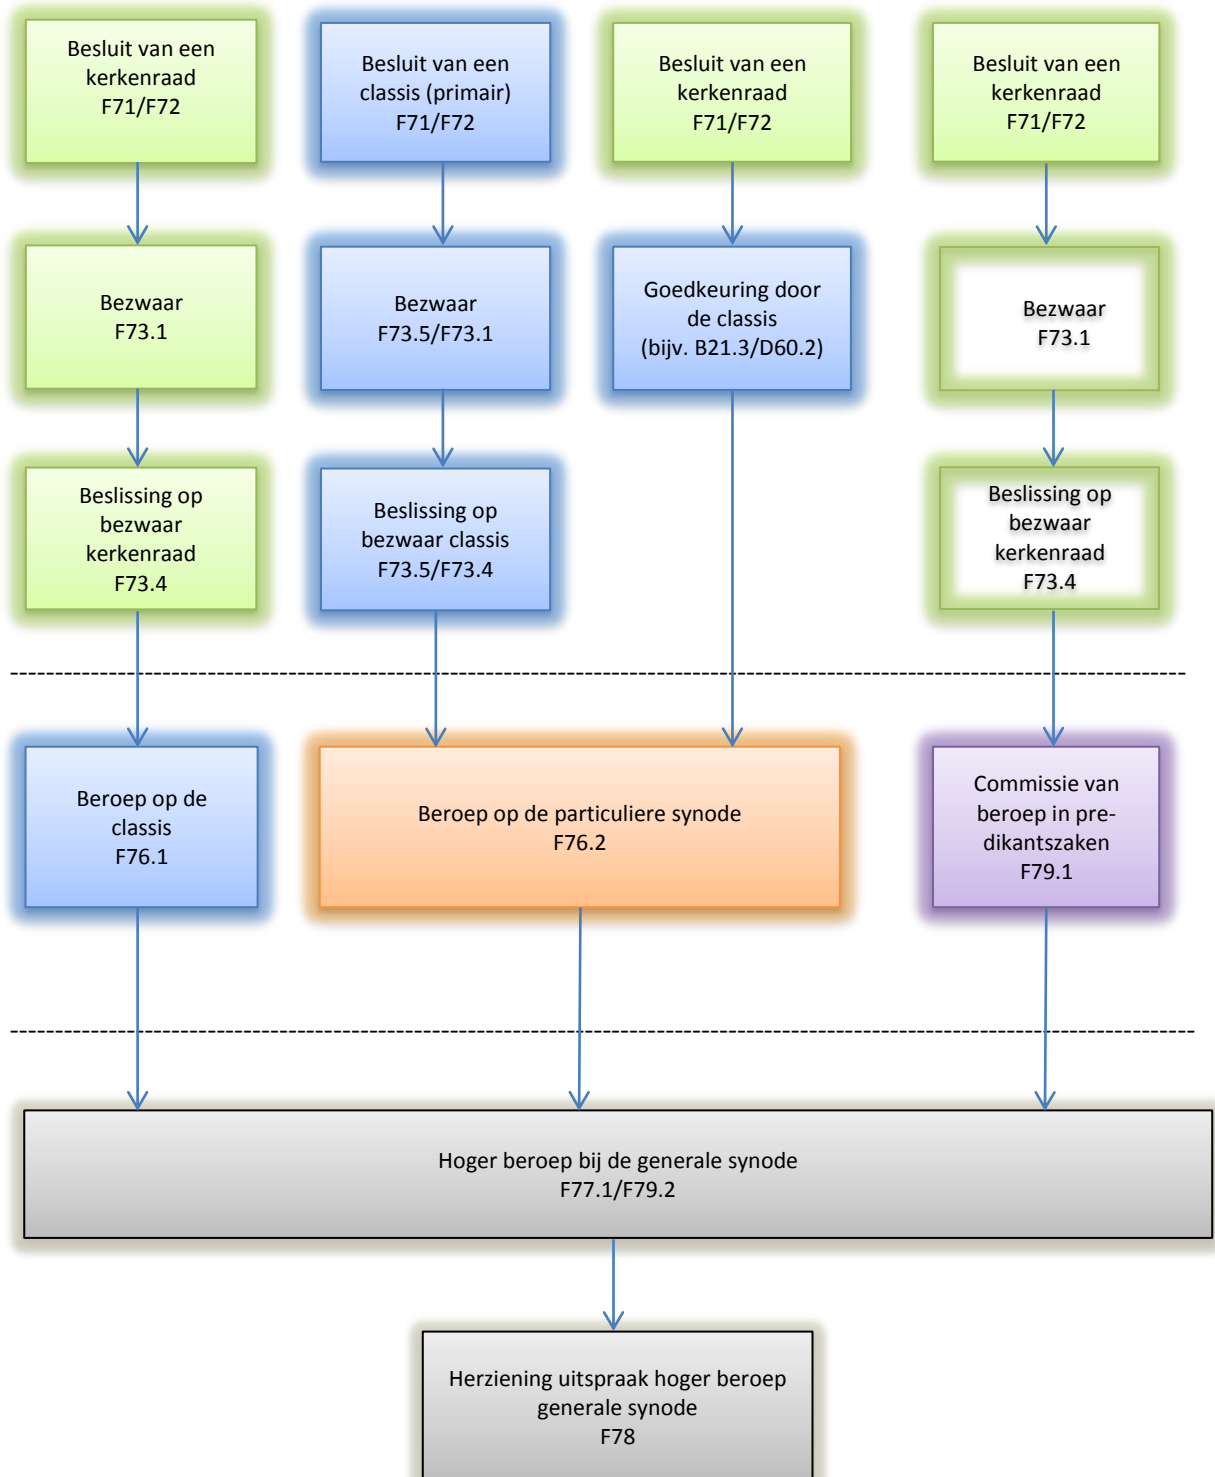 Besluit van een
kerkenraad
F71/F72
Besluit van een
classis (primair)
F71/F72
Besluit van een
kerkenraad
F71/F72
Besluit van een
kerkenraad
F71/F72
Bezwaar
F73.1
Bezwaar
F73.5/F73.1
Goedkeuring door
de classis
(bijv. B21.3/D60.2)
Bezwaar
F73.1
Beslissing op
bezwaar
kerkenraad
F73.4
Beslissing op
bezwaar classis
F73.5/F73.4
Beslissing op
bezwaar
kerkenraad
F73.4
Beroep op de
classis
F76.1
Beroep op de particuliere synode
F76.2
Commissie van
beroep in pre-
dikantszaken
F79.1
Hoger beroep bij de generale synode
F77.1/F79.2
Herziening uitspraak hoger beroep
generale synode
F78